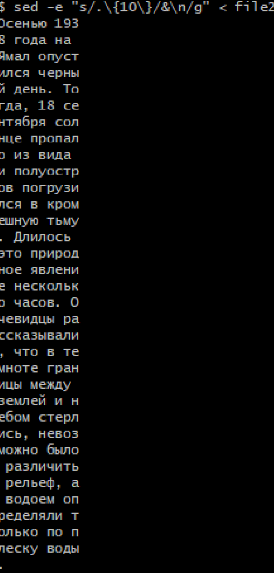 $ sed -e "s/.\{10\}/&\n/g" < file2
Осенью 193
8 года на
Ямал опуст
ился черны
й день. То
гда, 18 се
нтября сол
нце пропал
о из вида
и полуостр
ов погрузи
лся в кром
ешную тьму
. Длилось
это природ
ное явлени
е нескольк
о часов. О
чевидцы ра
ссказывали
, что в те
мноте гран
ицы между
землей и н
ебом стерл
ись, невоз
можно было
различить
рельеф, а
водоем оп
ределяли т
олько по п
леску воды
.